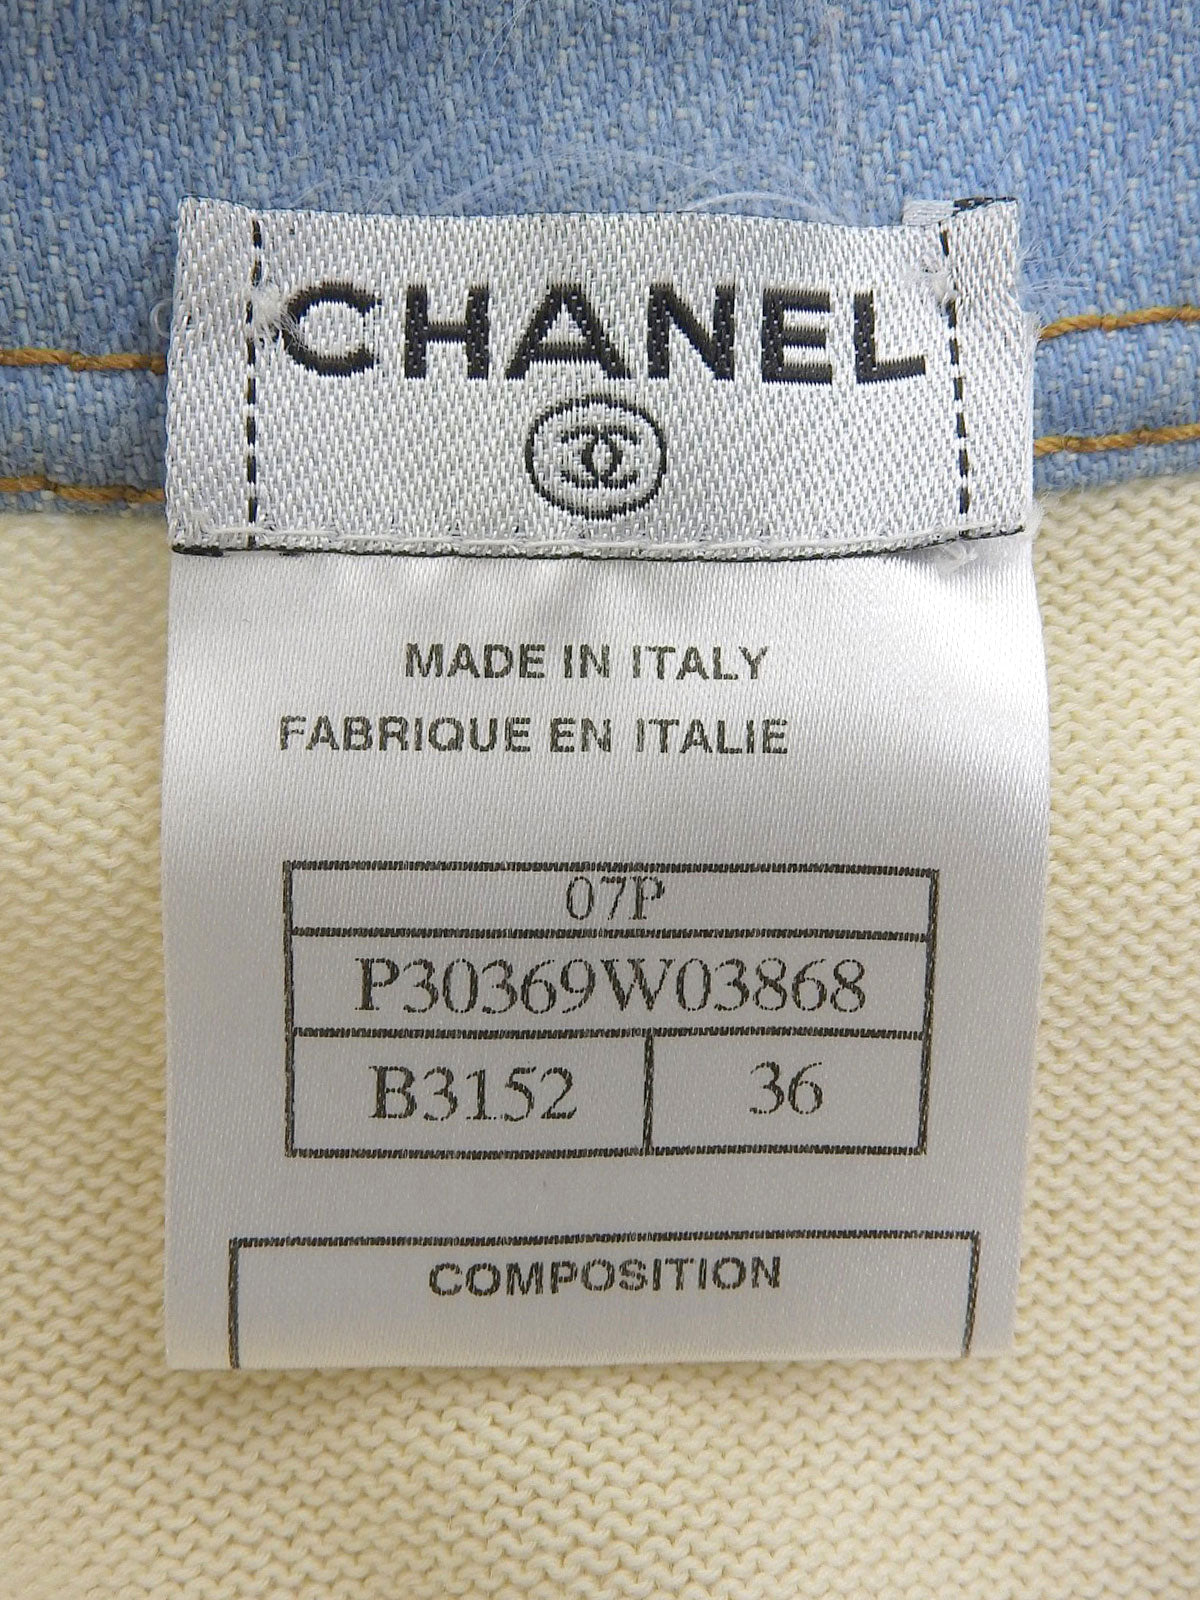 CHANEL
MADE IN ITALY
FABRIQUE EN ITALIE
07P
P30369W03868
B3152 36
COMPOSITION